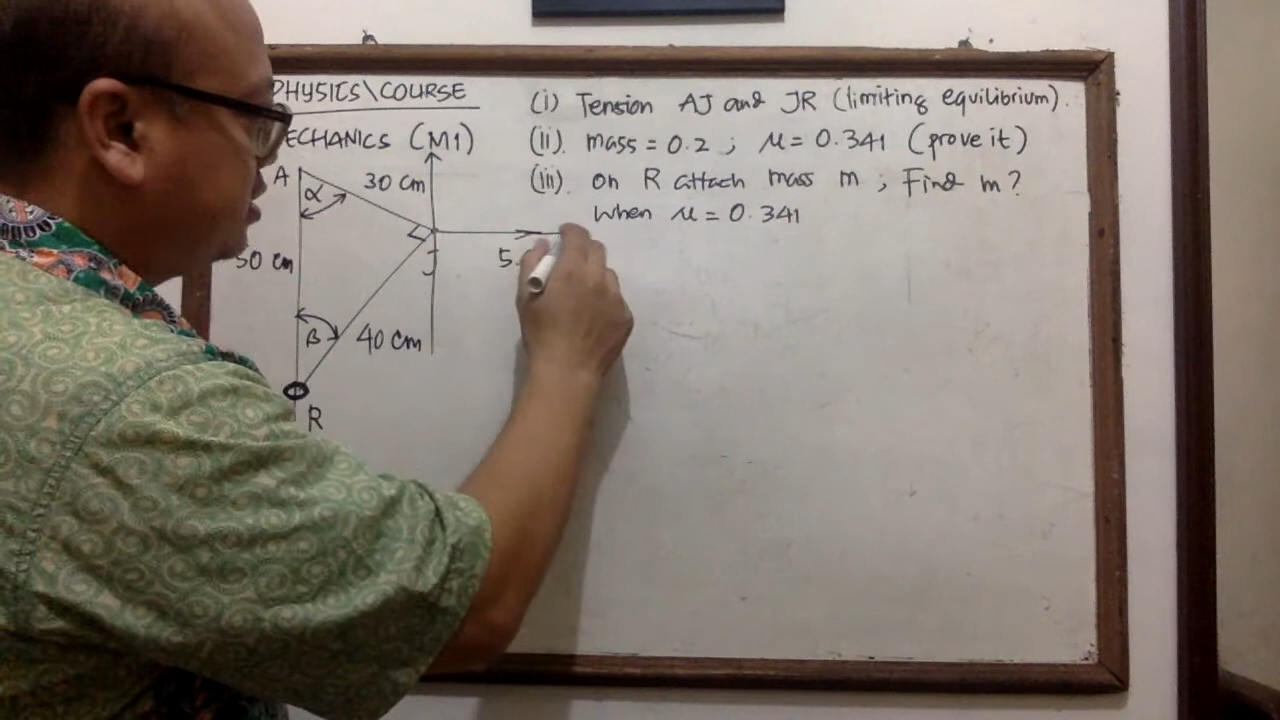 PHYSICS\COURSE
ECHANICS (M1)
(i) Tension AJ and JR (limiting equilibrium).
(ii). mass = 0.2 ; μ = 0.341 (prove it)
(iii). on R attach mass m ; Find m?
when μ = 0.341
A
α
30 cm
50 cm
J
5.
β
40 cm
R